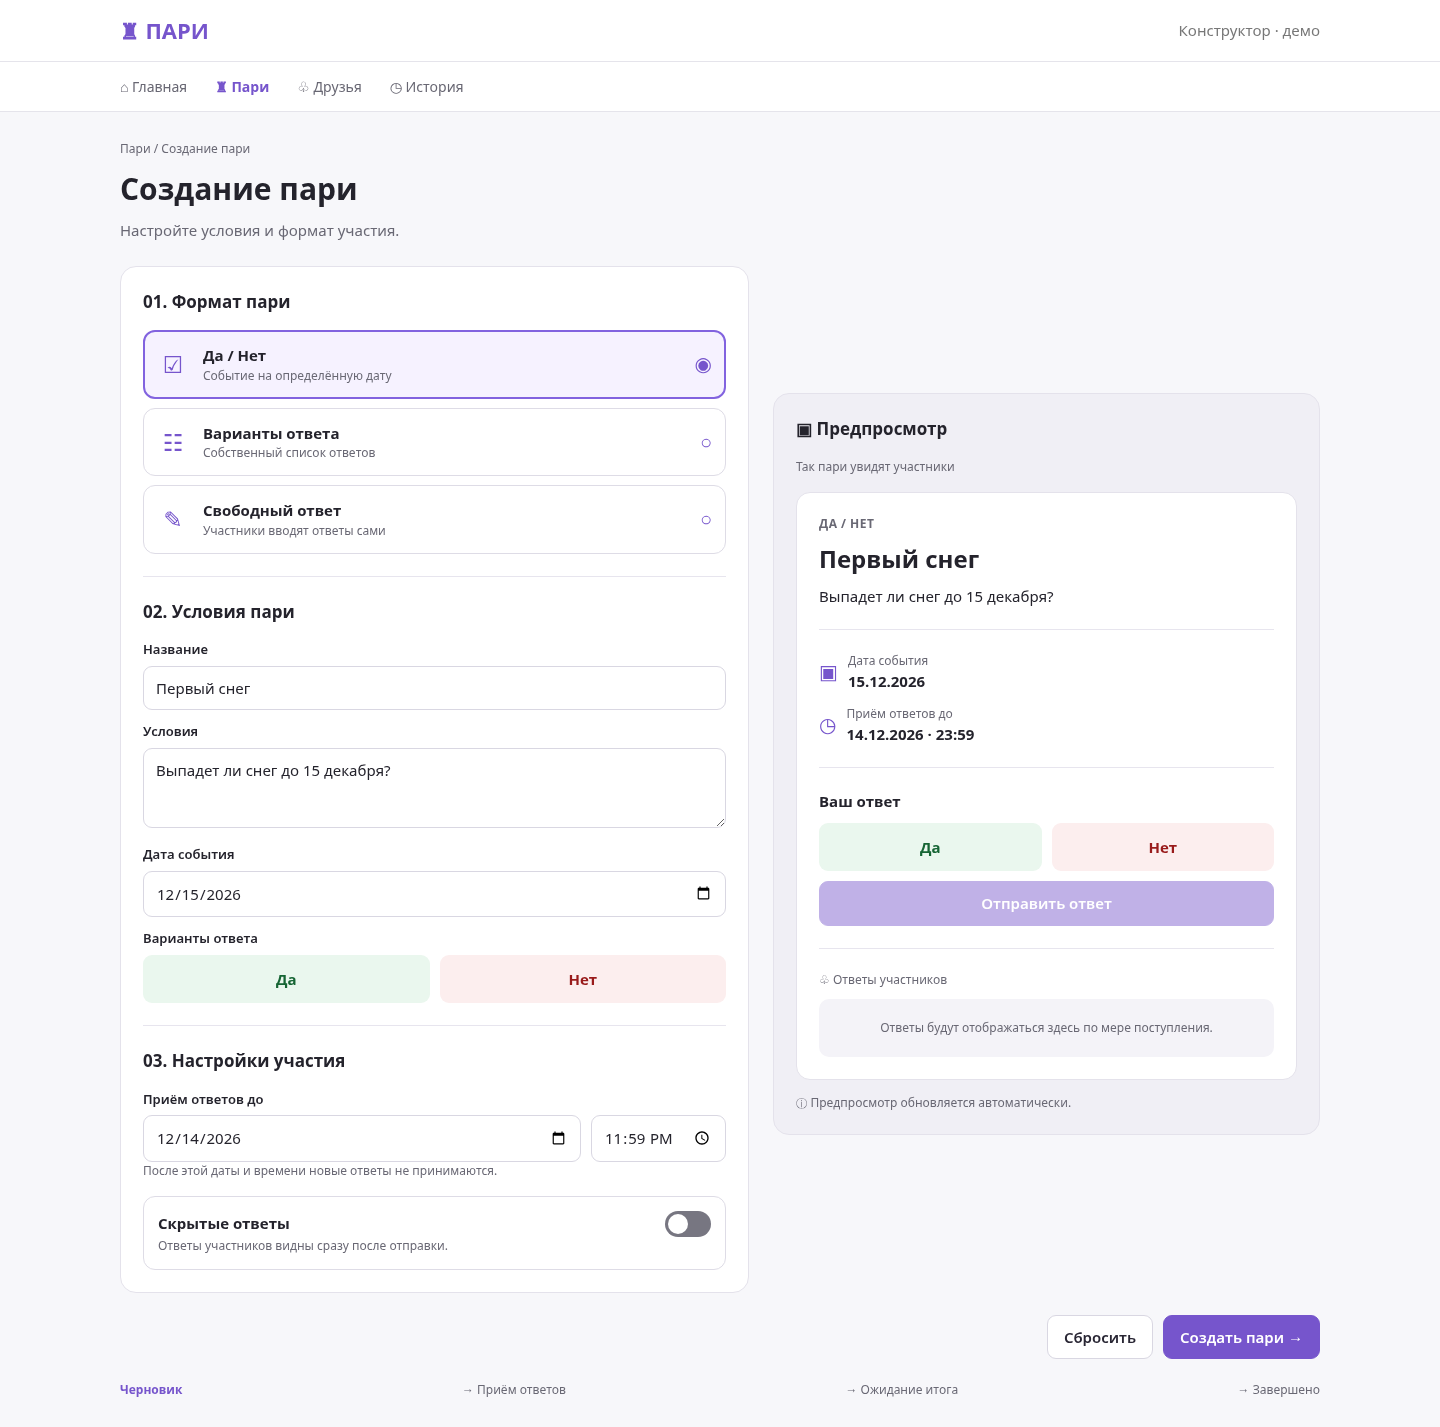 ♜ ПАРИ
Конструктор · демо
⌂ Главная
♜ Пари
♧ Друзья
◷ История
Пари / Создание пари
Создание пари
Настройте условия и формат участия.
01. Формат пари
☑ Да / Нет ◉
Событие на определённую дату
☷ Варианты ответа ○
Собственный список ответов
✎ Свободный ответ ○
Участники вводят ответы сами
02. Условия пари
Название
Первый снег
Условия
Выпадет ли снег до 15 декабря?
Дата события
12/15/2026
Варианты ответа
Да
Нет
03. Настройки участия
Приём ответов до
12/14/2026
11:59 PM
После этой даты и времени новые ответы не принимаются.
Скрытые ответы
Ответы участников видны сразу после отправки.
▣ Предпросмотр
Так пари увидят участники
ДА / НЕТ
Первый снег
Выпадет ли снег до 15 декабря?
▣ Дата события
15.12.2026
◷ Приём ответов до
14.12.2026 · 23:59
Ваш ответ
Да
Нет
Отправить ответ
♧ Ответы участников
Ответы будут отображаться здесь по мере поступления.
ⓘ Предпросмотр обновляется автоматически.
Сбросить
Создать пари →
Черновик
→ Приём ответов
→ Ожидание итога
→ Завершено